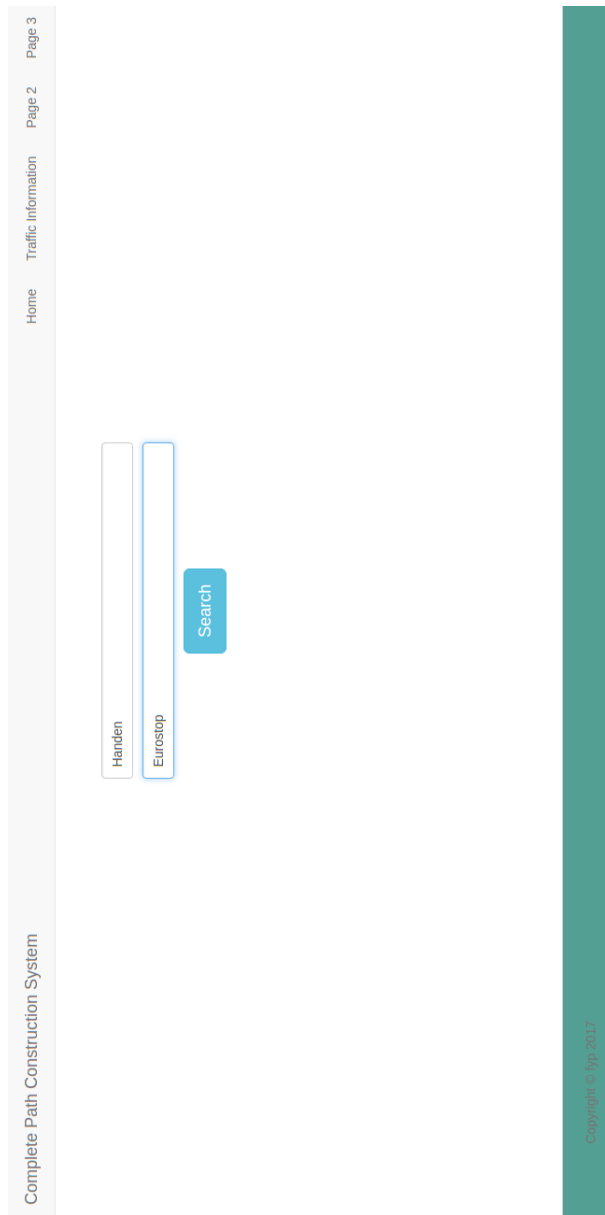 Complete Path Construction System Home Traffic Information Page 2 Page 3
Handen
Eurostop
Search
Copyright © fyp 2017